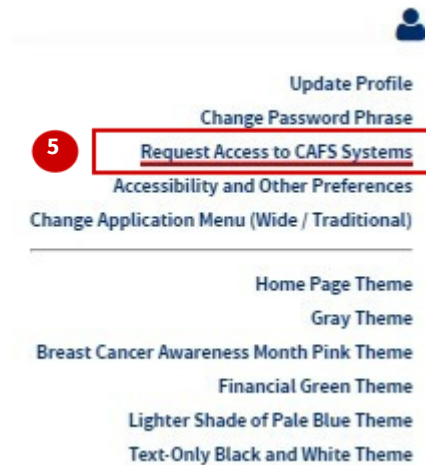 Update Profile
Change Password Phrase
5
Request Access to CAFS Systems
Accessibility and Other Preferences
Change Application Menu (Wide / Traditional)
Home Page Theme
Gray Theme
Breast Cancer Awareness Month Pink Theme
Financial Green Theme
Lighter Shade of Pale Blue Theme
Text-Only Black and White Theme